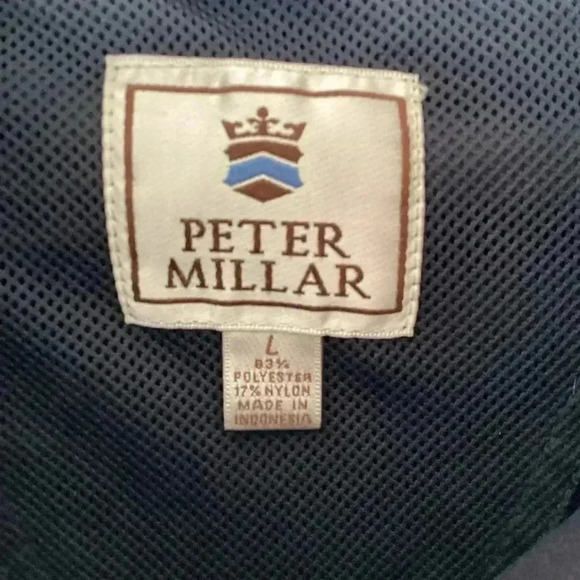 PETER
MILLAR
L
83%
POLYESTER
17% NYLON
MADE IN
INDONESIA